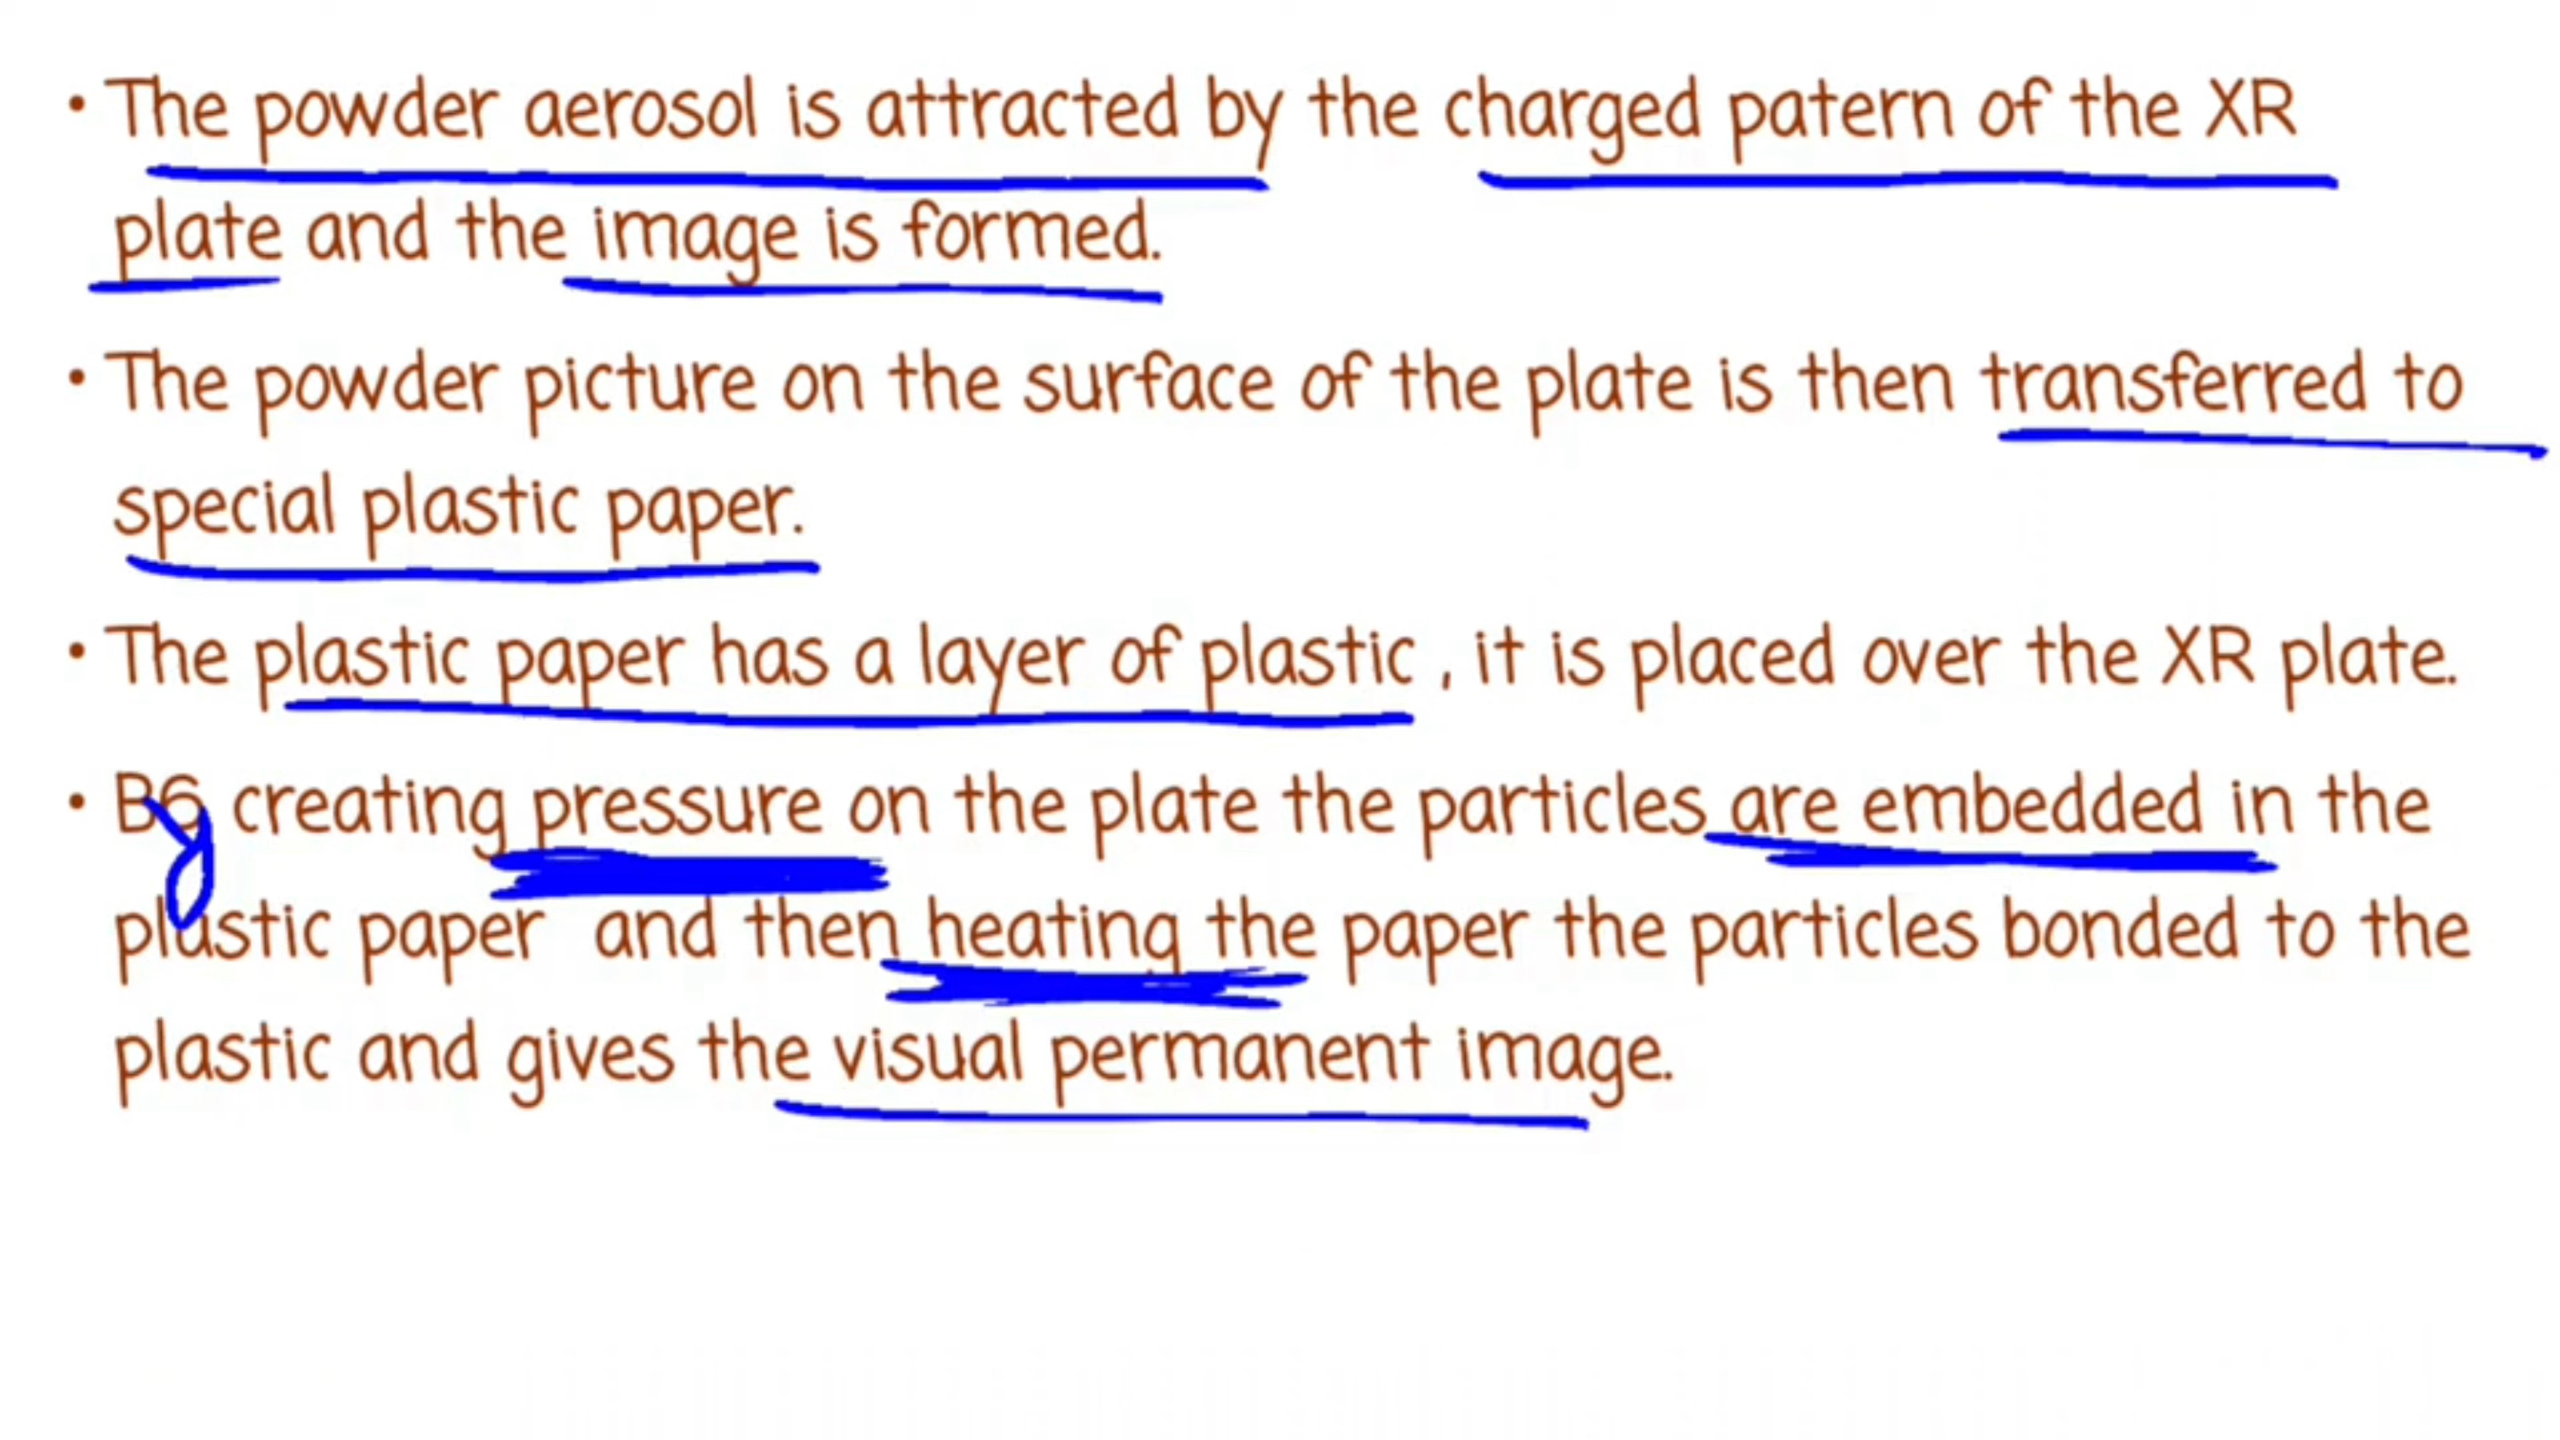 • The powder aerosol is attracted by the charged patern of the XR
plate and the image is formed.
• The powder picture on the surface of the plate is then transferred to
special plastic paper.
• The plastic paper has a layer of plastic , it is placed over the XR plate.
• By creating pressure on the plate the particles are embedded in the
plastic paper and then heating the paper the particles bonded to the
plastic and gives the visual permanent image.